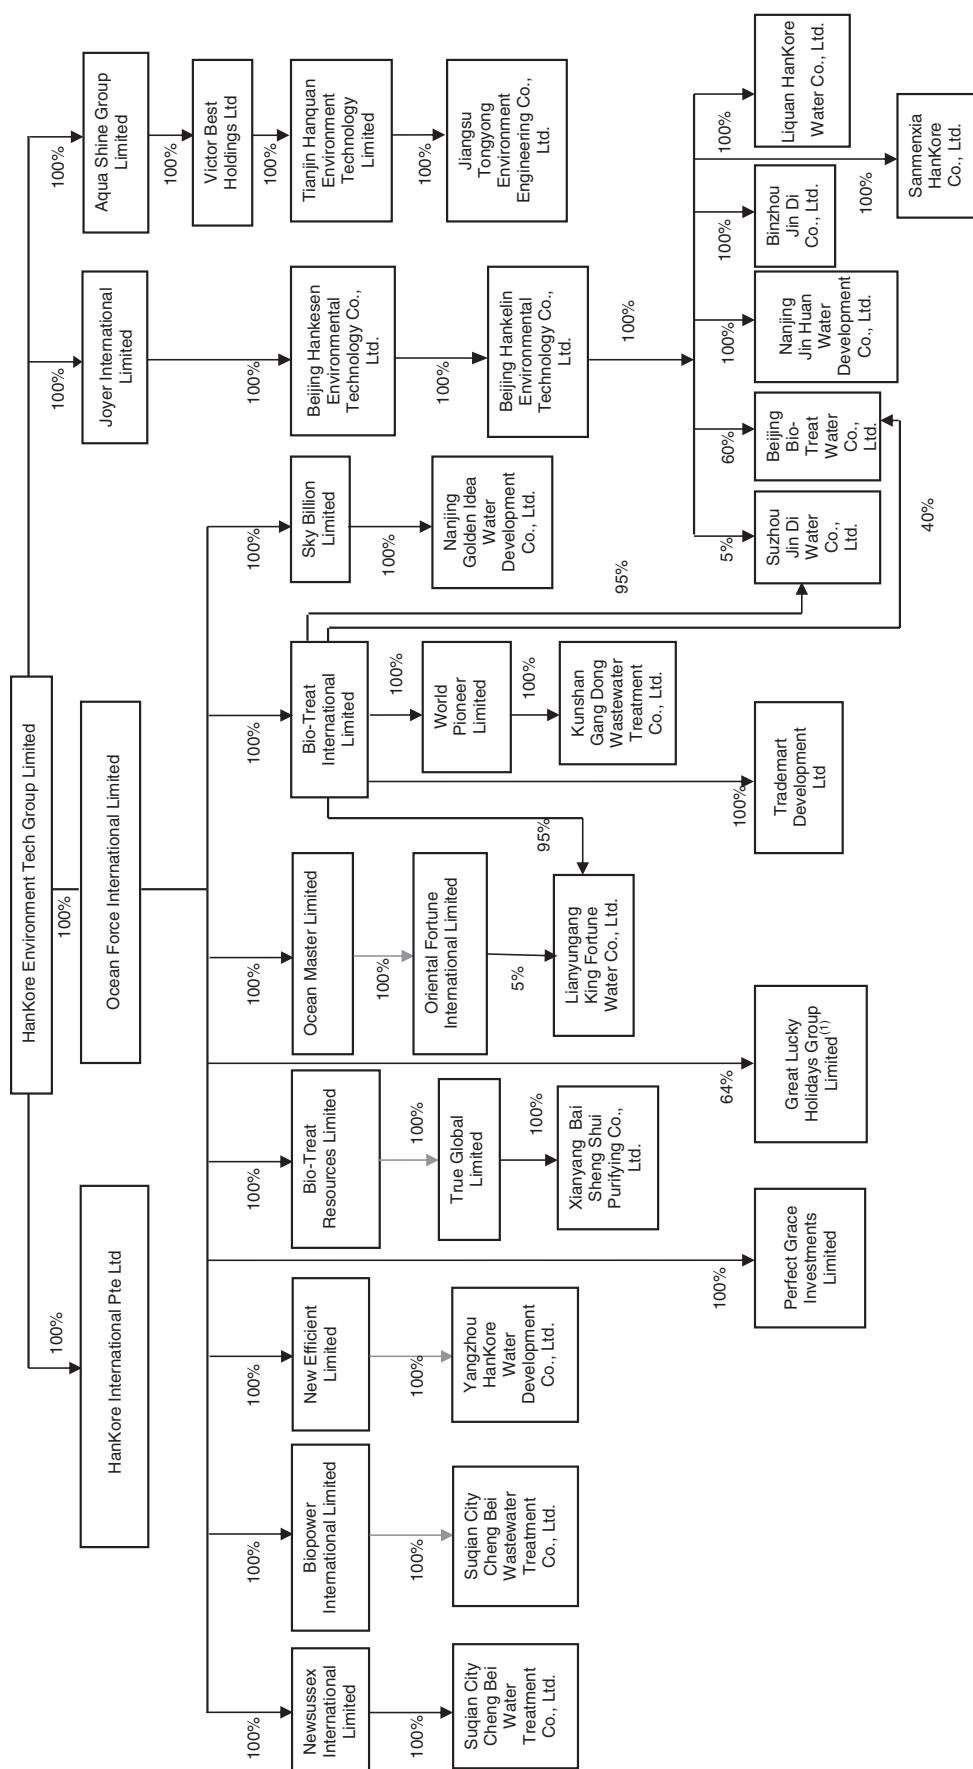 HanKore Environment Tech Group Limited
100%
100%
100%
100%
HanKore International Pte Ltd
Ocean Force International Limited
Joyer International
Limited
Aqua Shine Group
Limited
100%
Victor Best
Holdings Ltd
100%
100%
100%
100%
100%
100%
100%
100%
100%
100%
Newsussex
International
Limited
Biopower
International Limited
New Efficient
Limited
Bio-Treat
Resources Limited
Ocean Master Limited
Bio-Treat
International
Limited
Sky Billion
Limited
Beijing Hankesen
Environmental
Technology Co.,
Ltd.
Tianjin Hanquan
Environment
Technology
Limited
100%
100%
100%
100%
100%
100%
100%
100%
100%
Suqian City
Cheng Bei
Water
Treatment
Co., Ltd.
Suqian City
Cheng Bei
Wastewater
Treatment
Co., Ltd.
Yangzhou
HanKore
Water
Development
Co., Ltd.
True Global
Limited
Oriental Fortune
International Limited
World
Pioneer
Limited
Nanjing
Golden Idea
Water
Development
Co., Ltd.
Beijing Hankelin
Environmental
Technology Co.,
Ltd.
Jiangsu
Tongyong
Environment
Engineering Co.,
Ltd.
100%
5%
95%
100%
95%
100%
Xianyang Bai
Sheng Shui
Purifying Co.,
Ltd.
Lianyungang
King Fortune
Water Co., Ltd.
Kunshan
Gang Dong
Wastewater
Treatment
Co., Ltd.
100%
64%
100%
5%
60%
100%
100%
100%
Perfect Grace
Investments
Limited
Great Lucky
Holidays Group
Limited(1)
Trademart
Development
Ltd
Suzhou
Jin Di
Water
Co.,
Ltd.
Beijing
Bio-
Treat
Water
Co.,
Ltd.
Nanjing
Jin Huan
Water
Development
Co., Ltd.
Binzhou
Jin Di
Co., Ltd.
Liquan HanKore
Water Co., Ltd.
100%
40%
Sanmenxia
HanKore
Co., Ltd.